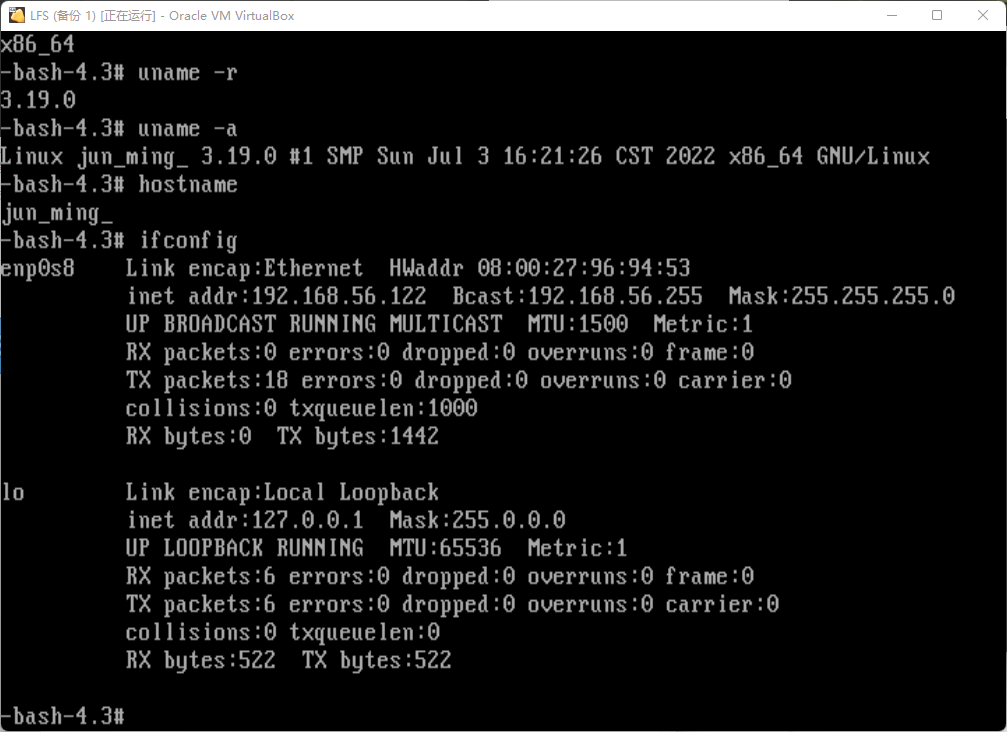 LFS (备份 1) [正在运行] - Oracle VM VirtualBox
x86_64
-bash-4.3# uname -r
3.19.0
-bash-4.3# uname -a
Linux jun_ming_ 3.19.0 #1 SMP Sun Jul 3 16:21:26 CST 2022 x86_64 GNU/Linux
-bash-4.3# hostname
jun_ming_
-bash-4.3# ifconfig
enp0s8    Link encap:Ethernet  HWaddr 08:00:27:96:94:53
          inet addr:192.168.56.122  Bcast:192.168.56.255  Mask:255.255.255.0
          UP BROADCAST RUNNING MULTICAST  MTU:1500  Metric:1
          RX packets:0 errors:0 dropped:0 overruns:0 frame:0
          TX packets:18 errors:0 dropped:0 overruns:0 carrier:0
          collisions:0 txqueuelen:1000
          RX bytes:0  TX bytes:1442
lo        Link encap:Local Loopback
          inet addr:127.0.0.1  Mask:255.0.0.0
          UP LOOPBACK RUNNING  MTU:65536  Metric:1
          RX packets:6 errors:0 dropped:0 overruns:0 frame:0
          TX packets:6 errors:0 dropped:0 overruns:0 carrier:0
          collisions:0 txqueuelen:0
          RX bytes:522  TX bytes:522
-bash-4.3#